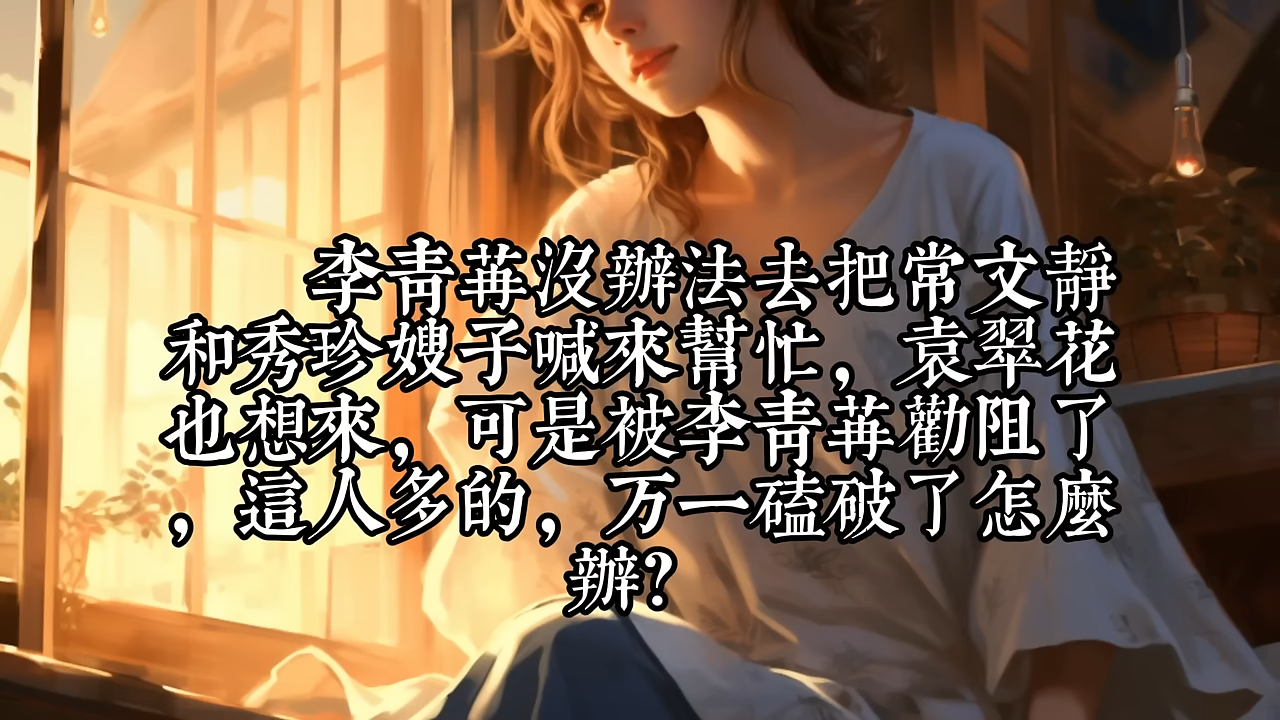 李青苒沒辦法去把常文靜
和秀珍嫂子喊來幫忙，袁翠花
也想來，可是被李青苒勸阻了
，這人多的，万一磕破了怎麼
辦？